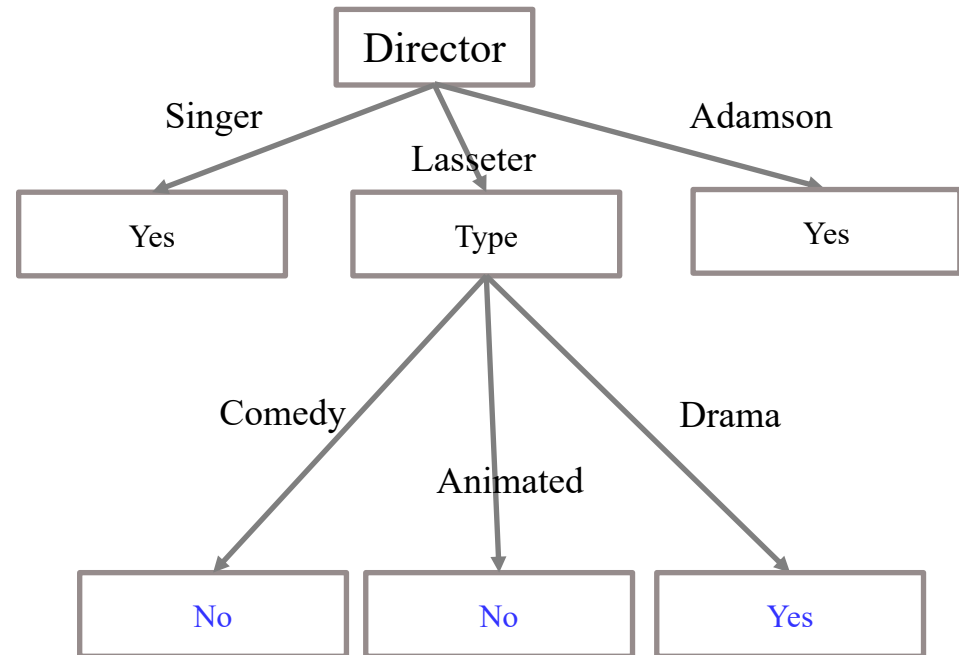 Director
Singer
Adamson
Lasseter
Yes
Type
Yes
Comedy
Drama
Animated
No
No
Yes